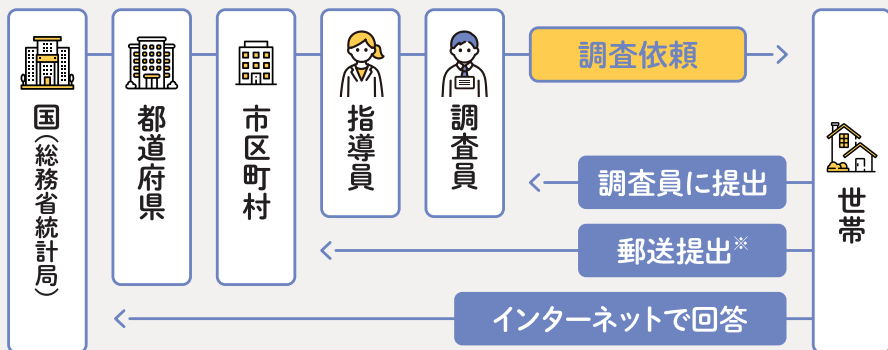 国(総務省統計局)
都道府県
市区町村
指導員
調査員
調査依頼
調査員に提出
郵送提出※
インターネットで回答
世帯